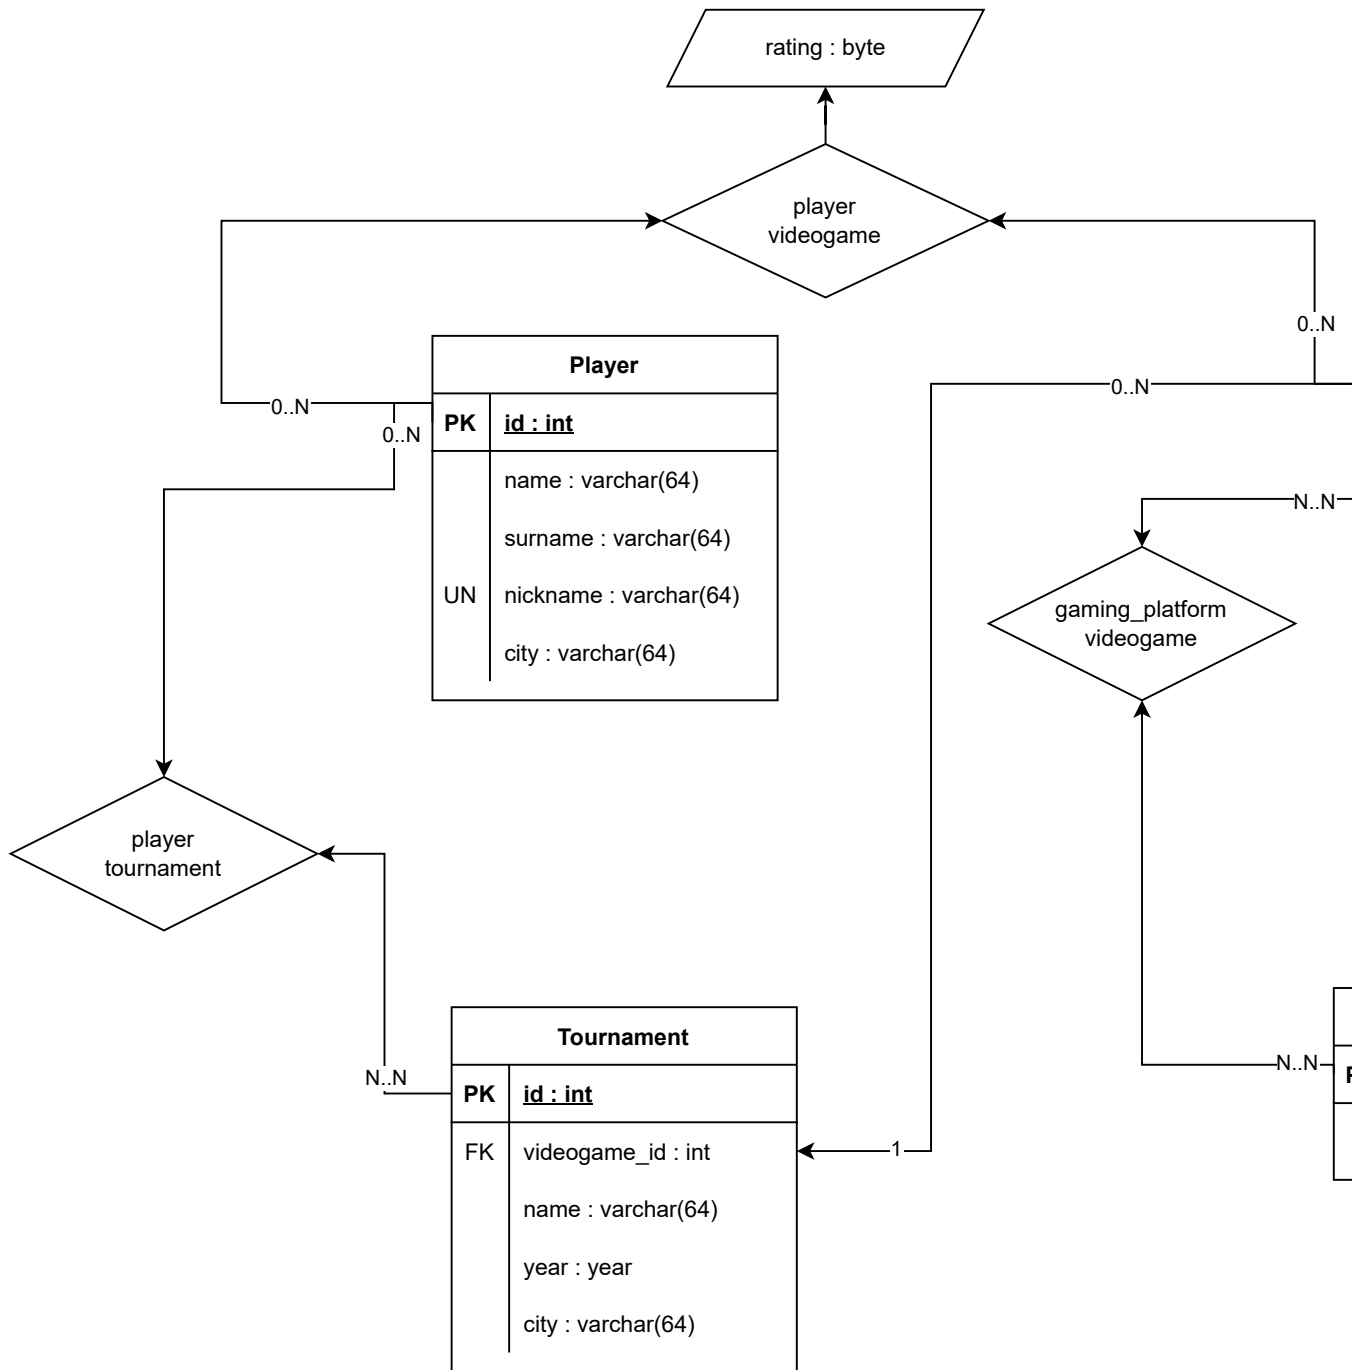 rating : byte
player
videogame
0..N
0..N
Player
0..N
0..N
PK
id : int
name : varchar(64)
surname : varchar(64)
N..N
UN
nickname : varchar(64)
gaming_platform
videogame
city : varchar(64)
player
tournament
Tournament
N..N
N..N
PK
id : int
FK
videogame_id : int
1
name : varchar(64)
year : year
city : varchar(64)